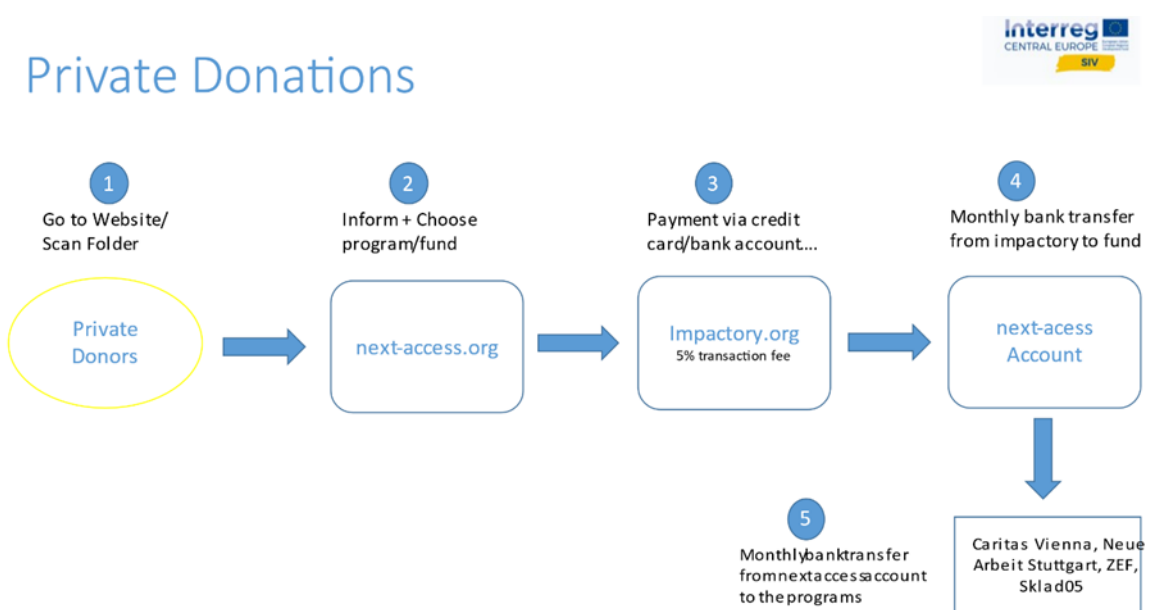 Interreg
CENTRAL EUROPE
SIV
Private Donations
1
Go to Website/
Scan Folder
2
Inform + Choose
program/fund
3
Payment via credit
card/bank account....
4
Monthly bank transfer
from impactory to fund
Private
Donors
next-access.org
Impactory.org
5% transaction fee
next-acess
Account
5
Monthlybanktransfer
fromnextaccessaccount
to the programs
Caritas Vienna, Neue
Arbeit Stuttgart, ZEF,
Sklad05